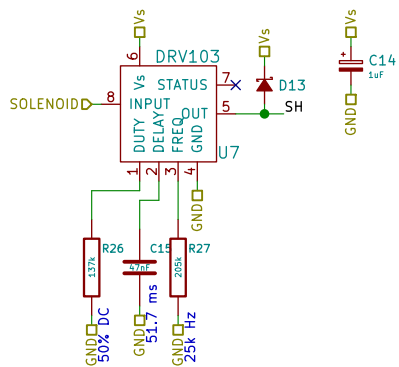 Vs
DRV103
6
Vs
STATUS
7
SOLENOID
8
INPUT
OUT
5
DUTY
DELAY
FREQ
GND
U7
1
2
3
4
GND
Vs
D13
SH
Vs
C14
1uF
GND
R26
137k
GND
50% DC
C15
47nF
GND
51.7 ms
R27
205k
GND
25k Hz